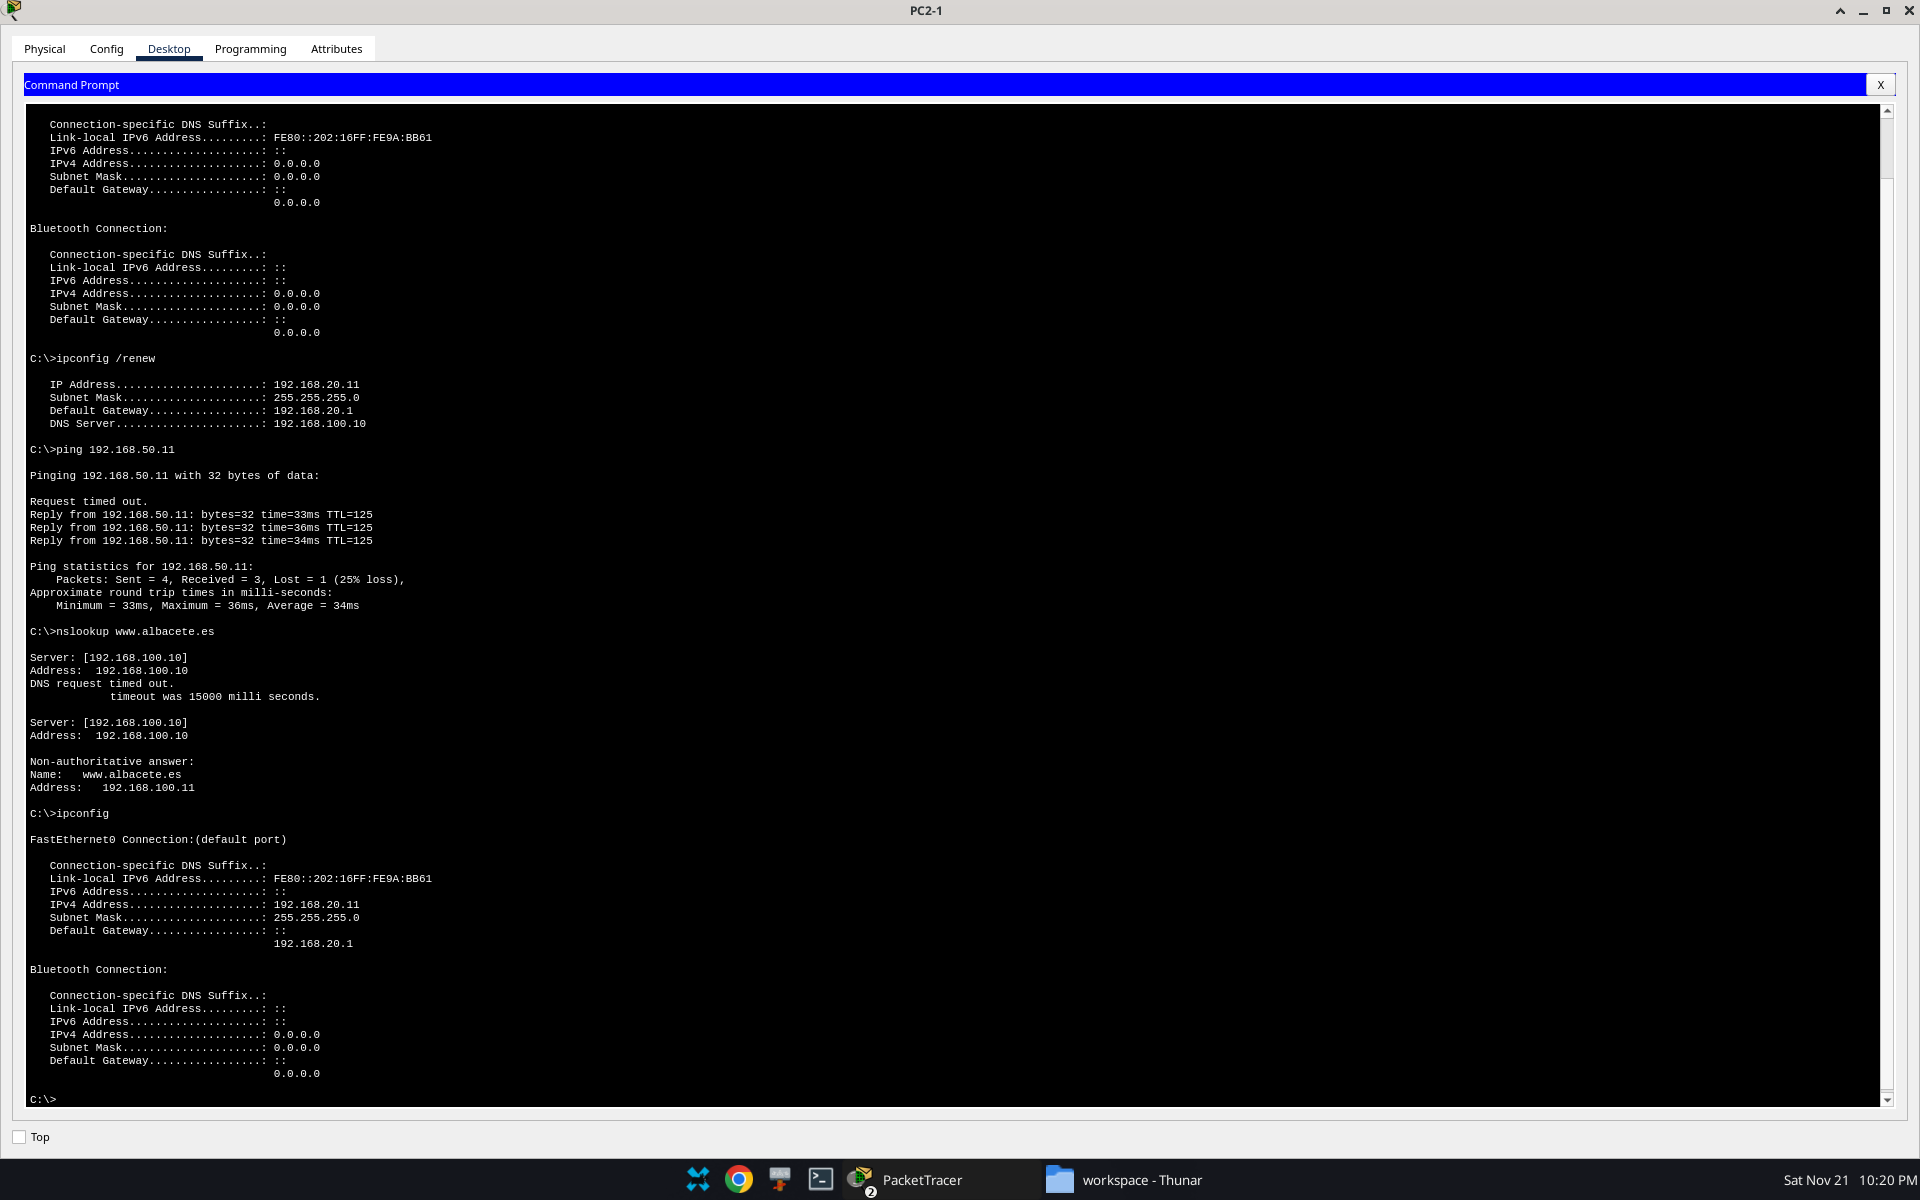 PC2-1
Physical Config Desktop Programming Attributes
Command Prompt X
Connection-specific DNS Suffix..:
Link-local IPv6 Address.........: FE80::202:16FF:FE9A:BB61
IPv6 Address....................: ::
IPv4 Address....................: 0.0.0.0
Subnet Mask.....................: 0.0.0.0
Default Gateway.................: ::
0.0.0.0
Bluetooth Connection:
Connection-specific DNS Suffix..:
Link-local IPv6 Address.........: ::
IPv6 Address....................: ::
IPv4 Address....................: 0.0.0.0
Subnet Mask.....................: 0.0.0.0
Default Gateway.................: ::
0.0.0.0
C:\>ipconfig /renew
IP Address......................: 192.168.20.11
Subnet Mask.....................: 255.255.255.0
Default Gateway.................: 192.168.20.1
DNS Server......................: 192.168.100.10
C:\>ping 192.168.50.11
Pinging 192.168.50.11 with 32 bytes of data:
Request timed out.
Reply from 192.168.50.11: bytes=32 time=33ms TTL=125
Reply from 192.168.50.11: bytes=32 time=36ms TTL=125
Reply from 192.168.50.11: bytes=32 time=34ms TTL=125
Ping statistics for 192.168.50.11:
Packets: Sent = 4, Received = 3, Lost = 1 (25% loss),
Approximate round trip times in milli-seconds:
Minimum = 33ms, Maximum = 36ms, Average = 34ms
C:\>nslookup www.albacete.es
Server: [192.168.100.10]
Address:  192.168.100.10
DNS request timed out.
timeout was 15000 milli seconds.
Server: [192.168.100.10]
Address:  192.168.100.10
Non-authoritative answer:
Name:   www.albacete.es
Address:   192.168.100.11
C:\>ipconfig
FastEthernet0 Connection:(default port)
Connection-specific DNS Suffix..:
Link-local IPv6 Address.........: FE80::202:16FF:FE9A:BB61
IPv6 Address....................: ::
IPv4 Address....................: 192.168.20.11
Subnet Mask.....................: 255.255.255.0
Default Gateway.................: ::
192.168.20.1
Bluetooth Connection:
Connection-specific DNS Suffix..:
Link-local IPv6 Address.........: ::
IPv6 Address....................: ::
IPv4 Address....................: 0.0.0.0
Subnet Mask.....................: 0.0.0.0
Default Gateway.................: ::
0.0.0.0
C:\>
Top
2 PacketTracer workspace - Thunar Sat Nov 21 10:20 PM